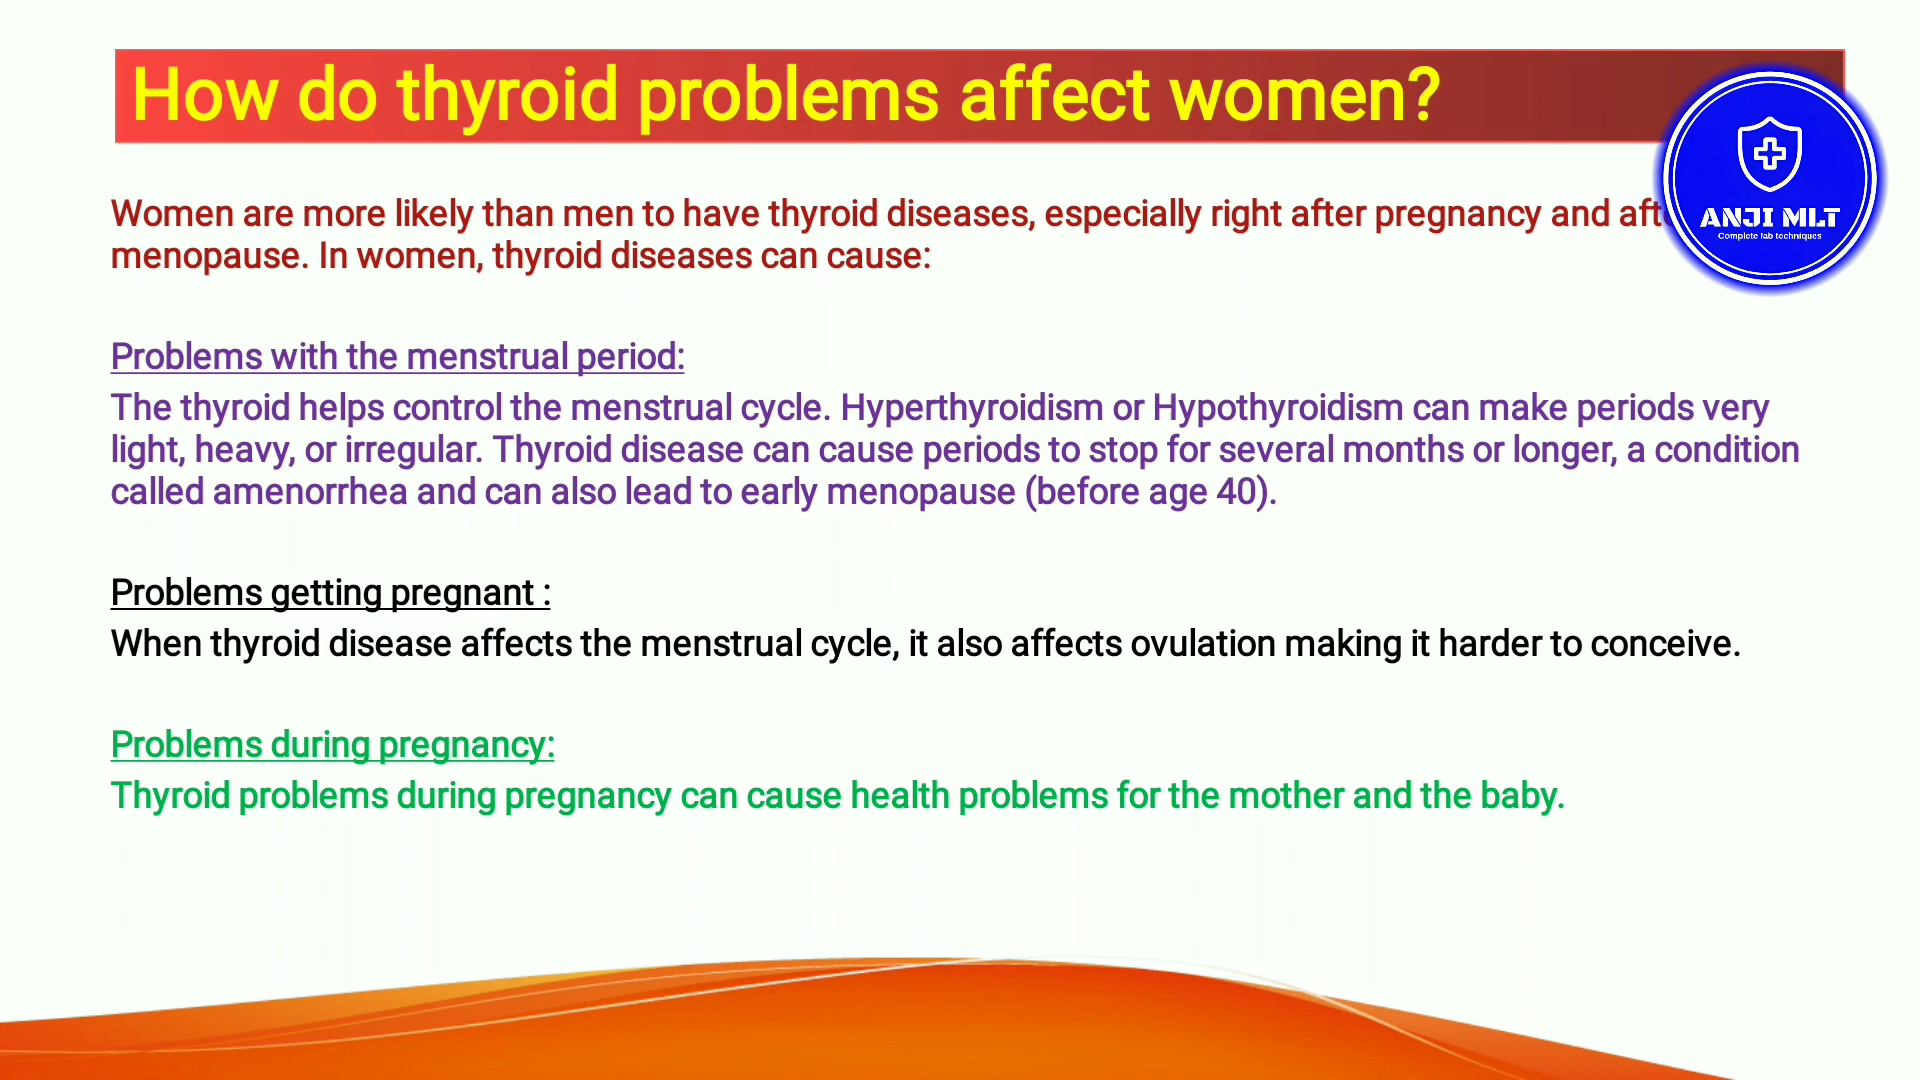 How do thyroid problems affect women?
ANJI MLT
Complete lab techniques
Women are more likely than men to have thyroid diseases, especially right after pregnancy and
menopause. In women, thyroid diseases can cause:
Problems with the menstrual period:
The thyroid helps control the menstrual cycle. Hyperthyroidism or Hypothyroidism can make periods very
light, heavy, or irregular. Thyroid disease can cause periods to stop for several months or longer, a condition
called amenorrhea and can also lead to early menopause (before age 40).
Problems getting pregnant :
When thyroid disease affects the menstrual cycle, it also affects ovulation making it harder to conceive.
Problems during pregnancy:
Thyroid problems during pregnancy can cause health problems for the mother and the baby.